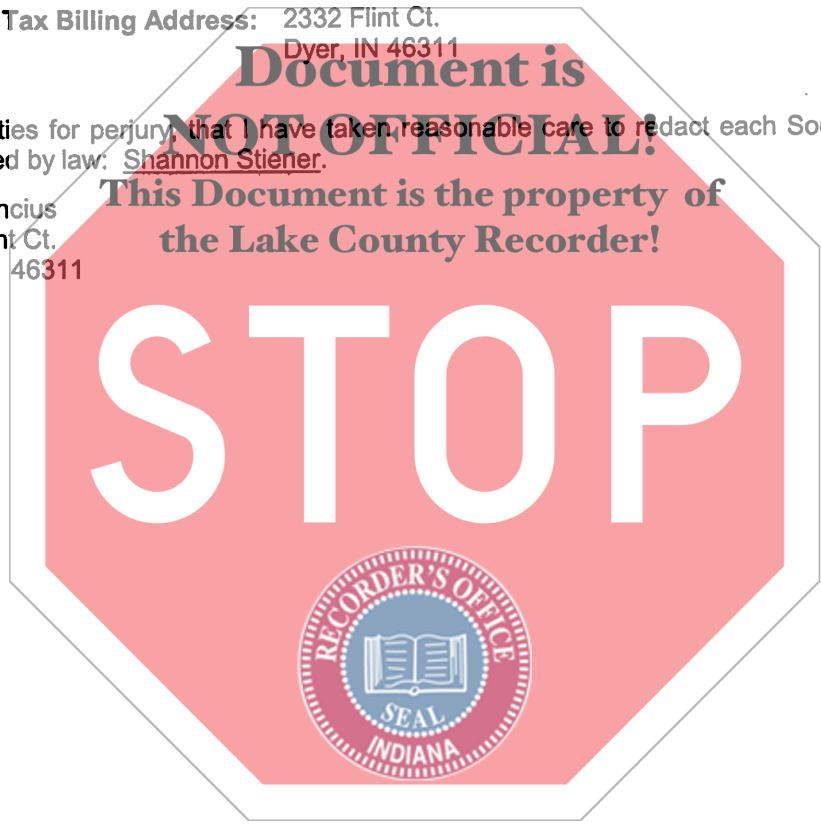 Tax Billing Address: 2332 Flint Ct.
Dyer, IN 46311
Document is
ties for perjury, that I have taken reasonable care to redact each So
NOT OFFICIAL!
ed by law: Shannon Stiener.
This Document is the property of
ncius
the Lake County Recorder!
nt Ct.
46311
STOP
RECORDER'S OFFICE
SEAL
INDIANA